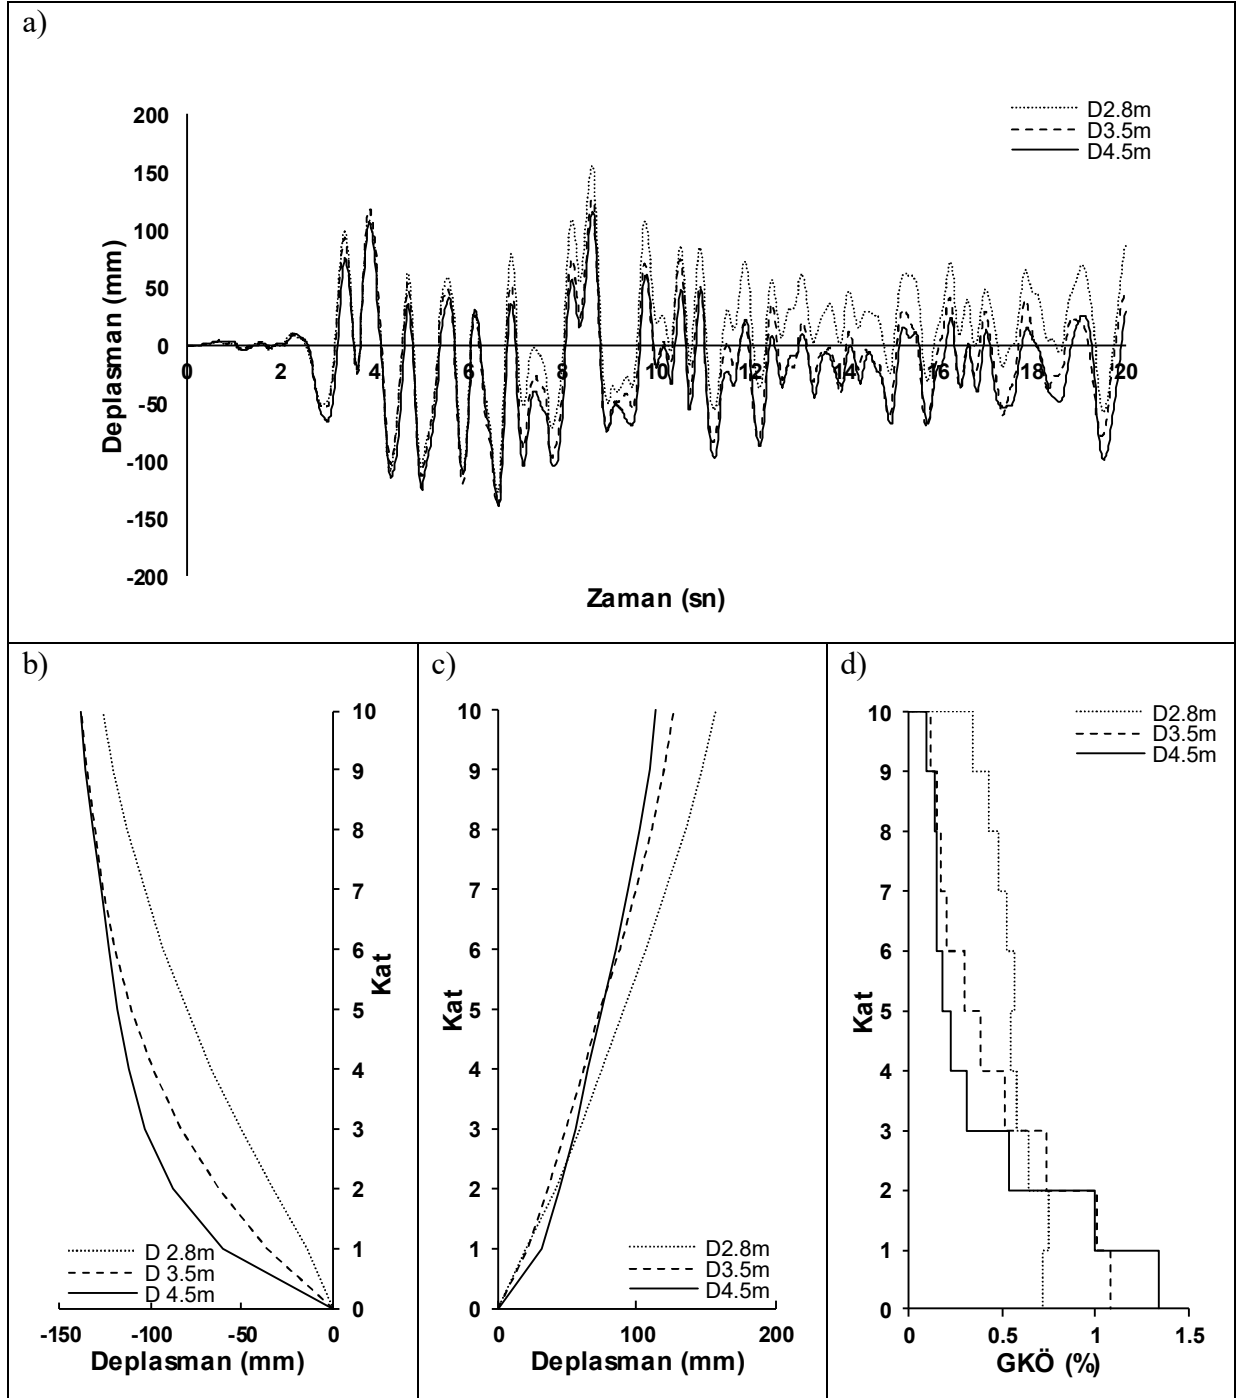 a)
200
150
100
50
0
-50
-100
-150
-200
Deplasman (mm)
0 2 4 6 8 10 12 14 16 18 20
Zaman (sn)
D2.8m
D3.5m
D4.5m
b)
10
9
8
7
6
5
4
3
2
1
0
Kat
D 2.8m
D 3.5m
D 4.5m
-150 -100 -50 0
Deplasman (mm)
c)
10
9
8
7
6
5
4
3
2
1
0
Kat
D2.8m
D3.5m
D4.5m
0 100 200
Deplasman (mm)
d)
D2.8m
D3.5m
D4.5m
10
9
8
7
6
5
4
3
2
1
0
Kat
0 0.5 1 1.5
GKÖ (%)